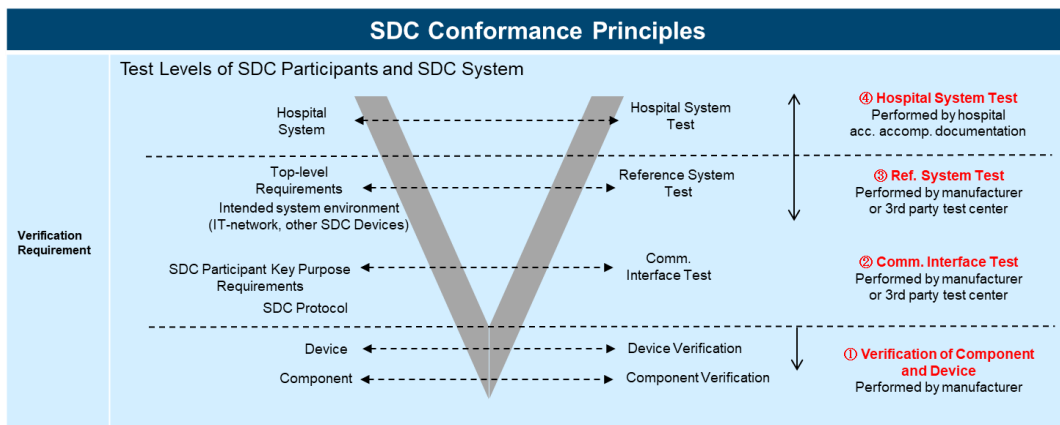 SDC Conformance Principles
Verification
Requirement
Test Levels of SDC Participants and SDC System
Hospital
System
Hospital System
Test
④ Hospital System Test
Performed by hospital
acc. accomp. documentation
Top-level
Requirements
Intended system environment
(IT-network, other SDC Devices)
Reference System
Test
③ Ref. System Test
Performed by manufacturer
or 3rd party test center
SDC Participant Key Purpose
Requirements
SDC Protocol
Comm.
Interface Test
② Comm. Interface Test
Performed by manufacturer
or 3rd party test center
Device
Device Verification
Component
Component Verification
① Verification of Component
and Device
Performed by manufacturer